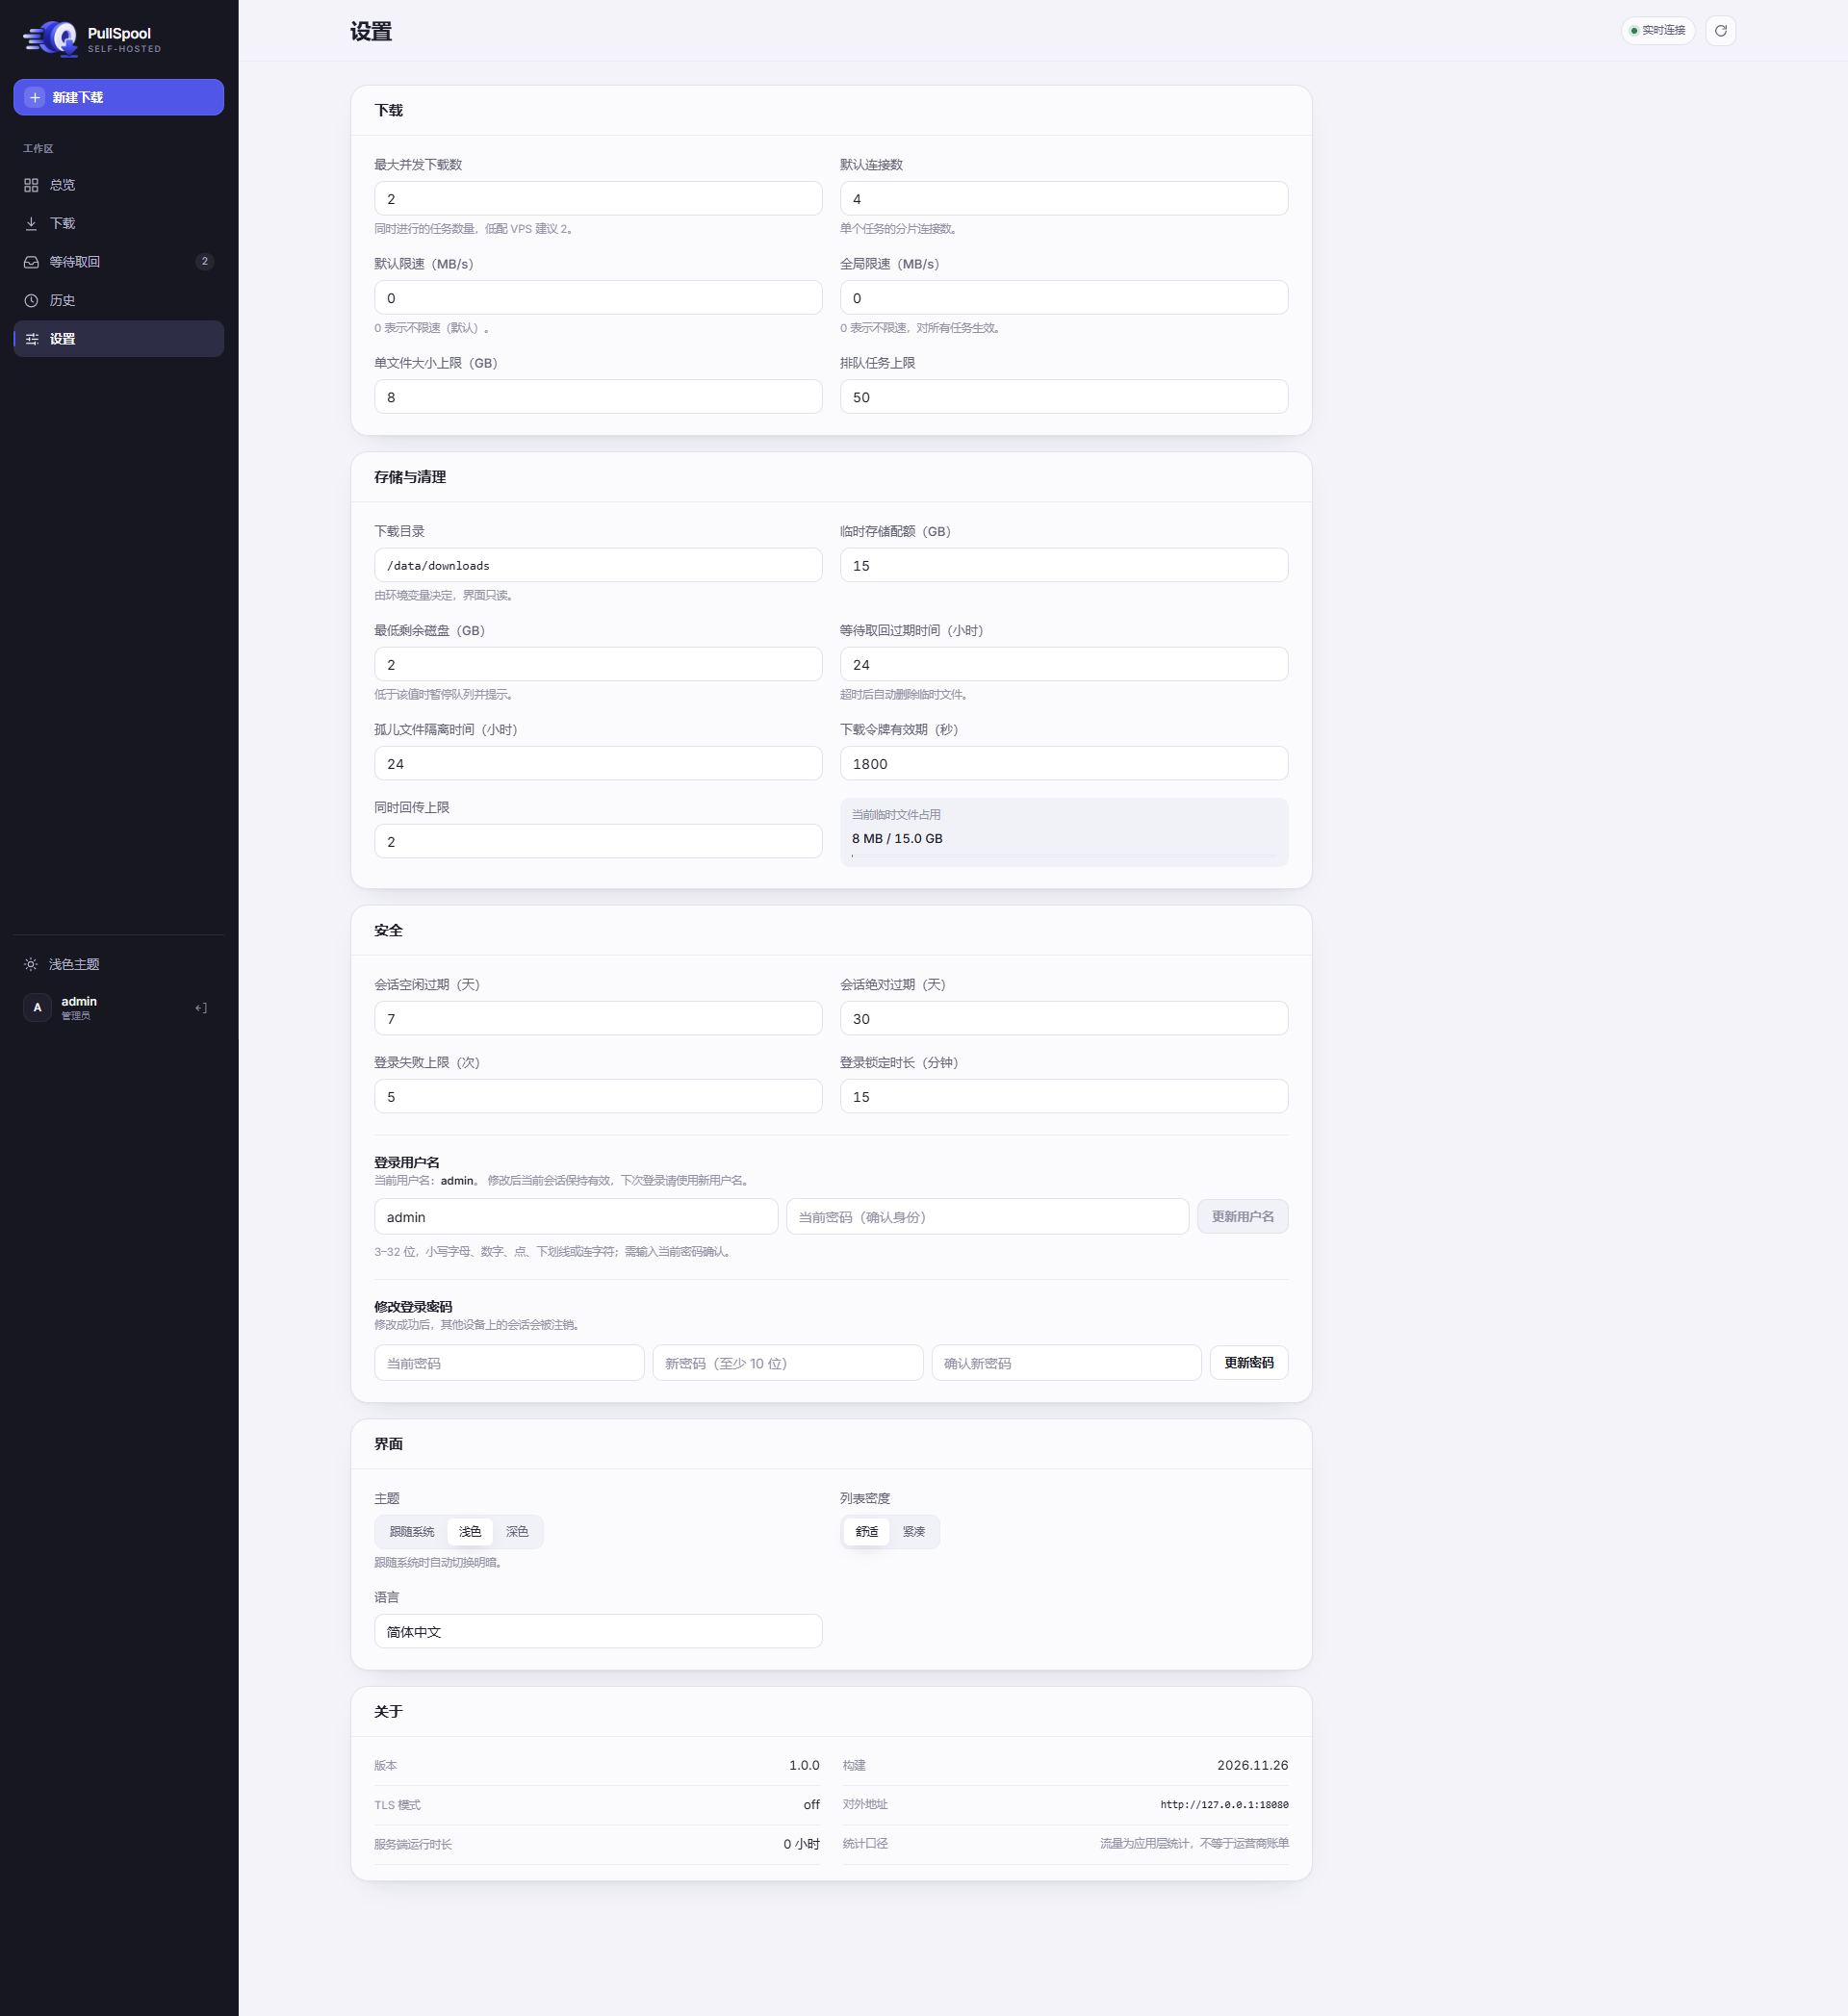 PullSpool
SELF-HOSTED
新建下载
工作区
总览
下载
等待取回 2
历史
设置
浅色主题
A
admin
管理员
设置
实时连接
下载
最大并发下载数
2
同时进行的任务数量，低配 VPS 建议 2。
默认连接数
4
单个任务的分片连接数。
默认限速（MB/s）
0
0 表示不限速（默认）。
全局限速（MB/s）
0
0 表示不限速，对所有任务生效。
单文件大小上限（GB）
8
排队任务上限
50
存储与清理
下载目录
/data/downloads
由环境变量决定，界面只读。
临时存储配额（GB）
15
最低剩余磁盘（GB）
2
低于该值时暂停队列并提示。
等待取回过期时间（小时）
24
超时后自动删除临时文件。
孤儿文件隔离时间（小时）
24
下载令牌有效期（秒）
1800
同时回传上限
2
当前临时文件占用
8 MB / 15.0 GB
安全
会话空闲过期（天）
7
会话绝对过期（天）
30
登录失败上限（次）
5
登录锁定时长（分钟）
15
登录用户名
当前用户名：admin。 修改后当前会话保持有效，下次登录请使用新用户名。
admin
当前密码（确认身份）
更新用户名
3–32 位，小写字母、数字、点、下划线或连字符；需输入当前密码确认。
修改登录密码
修改成功后，其他设备上的会话会被注销。
当前密码
新密码（至少 10 位）
确认新密码
更新密码
界面
主题
跟随系统 浅色 深色
跟随系统时自动切换明暗。
列表密度
舒适 紧凑
语言
简体中文
关于
版本 1.0.0
构建 2026.11.26
TLS 模式 off
对外地址 http://127.0.0.1:18080
服务端运行时长 0 小时
统计口径 流量为应用层统计，不等于运营商账单